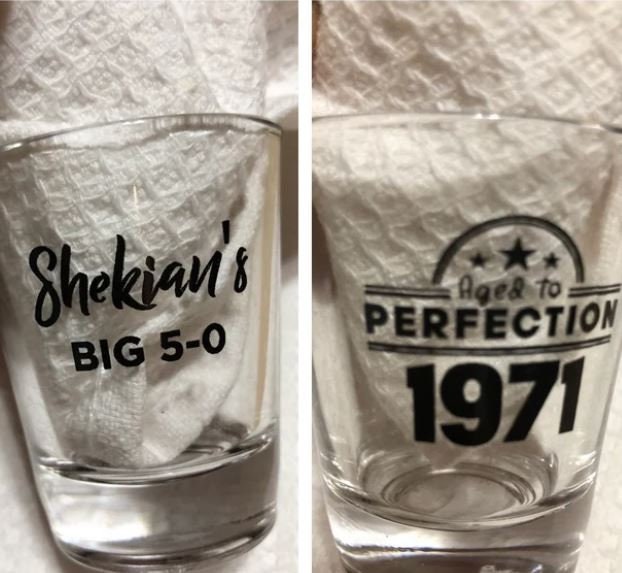 Shekian's
BIG 5-0
Aged to
PERFECTION
1971